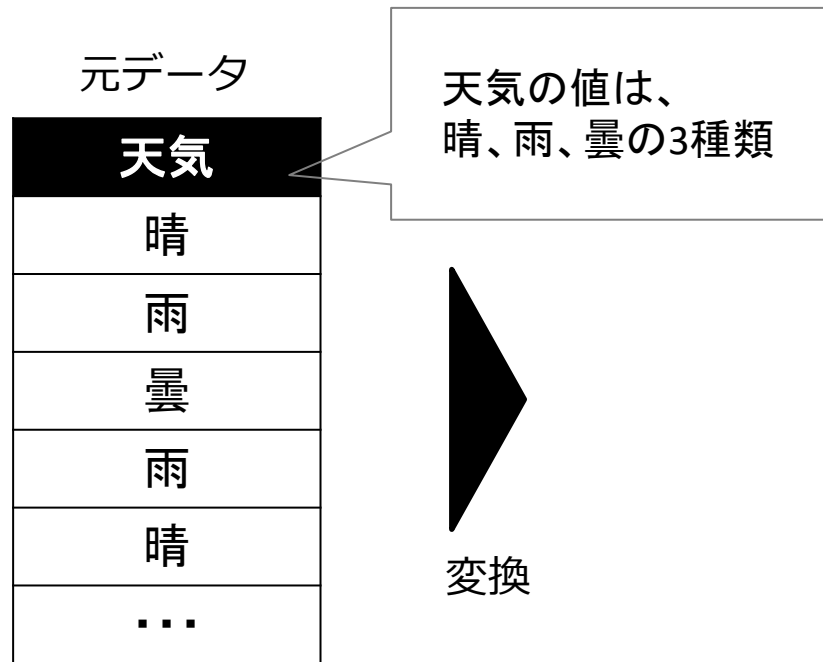 元データ
天気
晴
雨
曇
雨
晴
・・・
天気の値は、
晴、雨、曇の3種類
変換